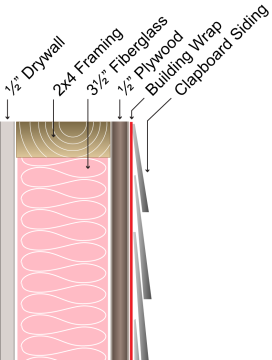 ½” Drywall
2x4 Framing
3½” Fiberglass
½” Plywood
Building Wrap
Clapboard Siding